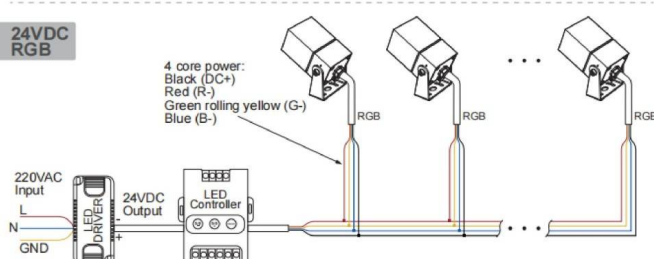 24VDC
RGB
4 core power:
Black (DC+)
Red (R-)
Green rolling yellow (G-)
Blue (B-)
RGB
RGB
RGB
220VAC
Input
L
N
GND
LED
DRIVER
-
+
24VDC
Output
LED
Controller